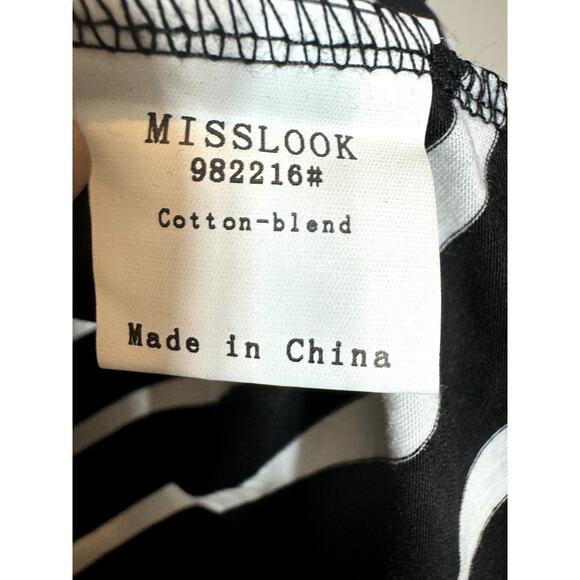 MISSLOOK
982216#
Cotton-blend
Made in China